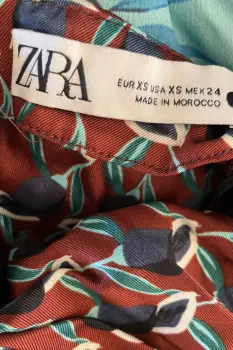 ZARA
EUR XS USA XS MEX 24
MADE IN MOROCCO